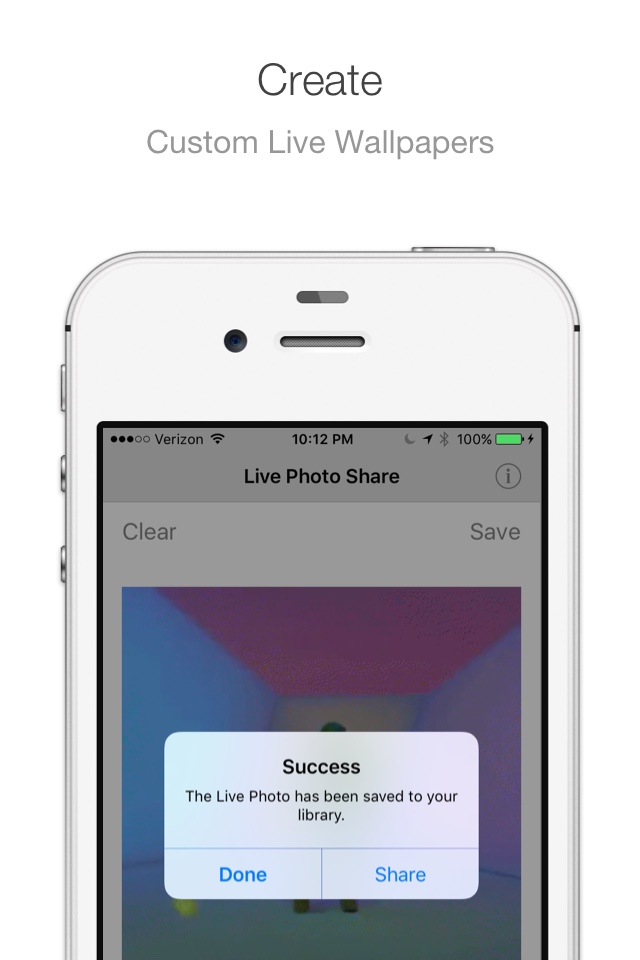 Create
Custom Live Wallpapers
Verizon 10:12 PM 100%
Live Photo Share
Clear Save
Success
The Live Photo has been saved to your
library.
Done Share